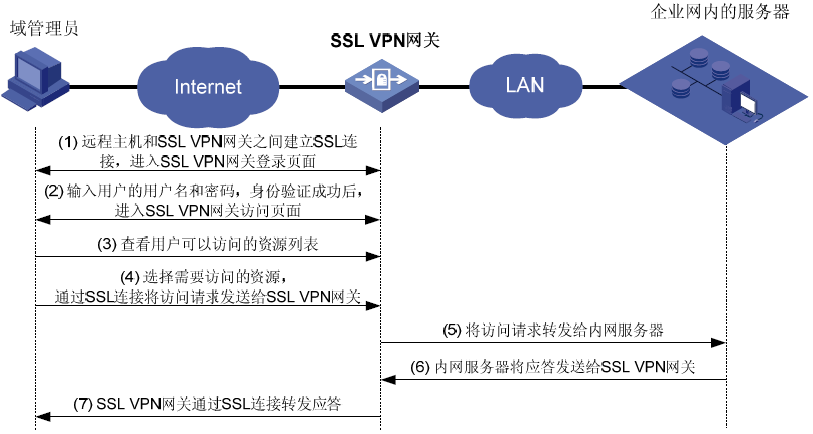 域管理员
SSL VPN网关
企业网内的服务器
Internet
LAN
(1) 远程主机和SSL VPN网关之间建立SSL连
接，进入SSL VPN网关登录页面
(2) 输入用户的用户名和密码，身份验证成功后，
进入SSL VPN网关访问页面
(3) 查看用户可以访问的资源列表
(4) 选择需要访问的资源，
通过SSL连接将访问请求发送给SSL VPN网关
(5) 将访问请求转发给内网服务器
(6) 内网服务器将应答发送给SSL VPN网关
(7) SSL VPN网关通过SSL连接转发应答